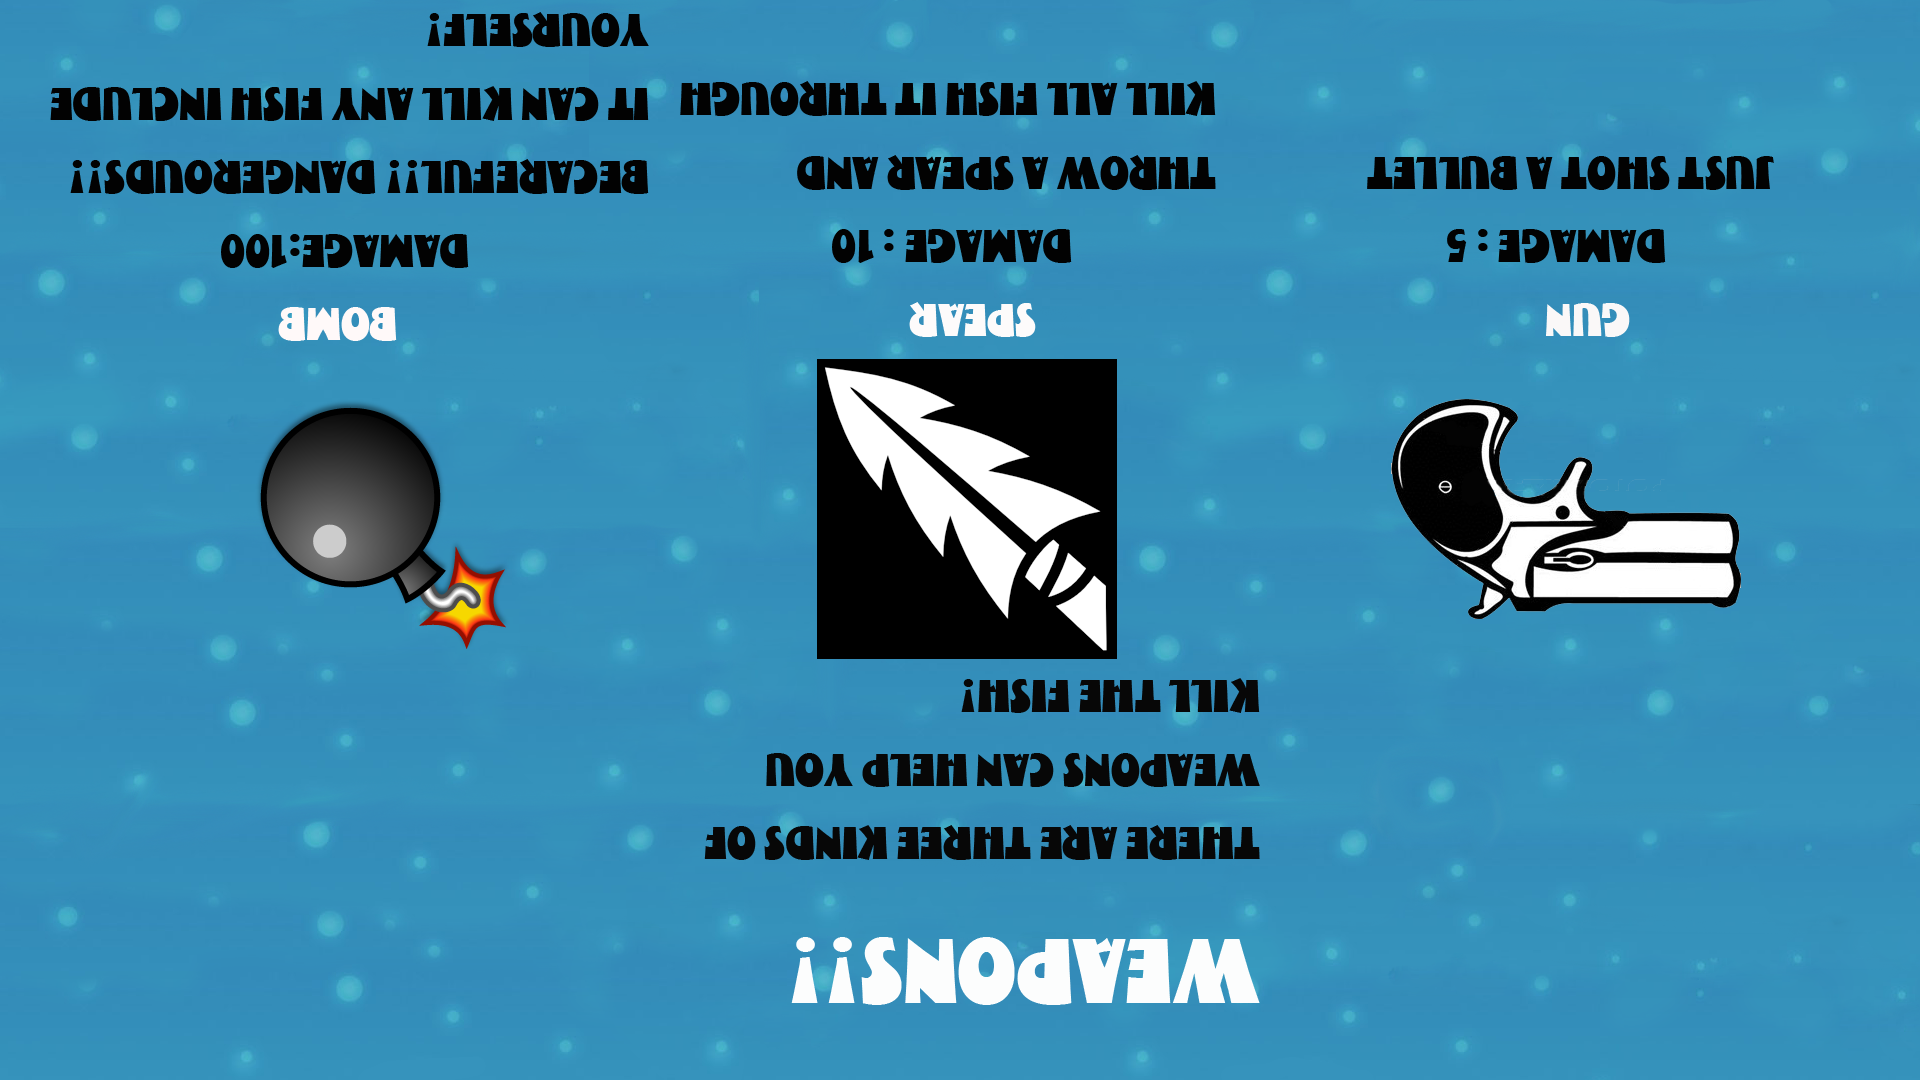 WEAPONS!!
THERE ARE THREE KINDS OF
WEAPONS CAN HELP YOU
KILL THE FISH!
GUN
DAMAGE : 5
JUST SHOT A BULLET
SPEAR
DAMAGE : 10
THROW A SPEAR AND
KILL ALL FISH IT THROUGH
BOMB
DAMAGE:100
BECAREFUL!! DANGEROUDS!!
IT CAN KILL ANY FISH INCLUDE
YOURSELF!